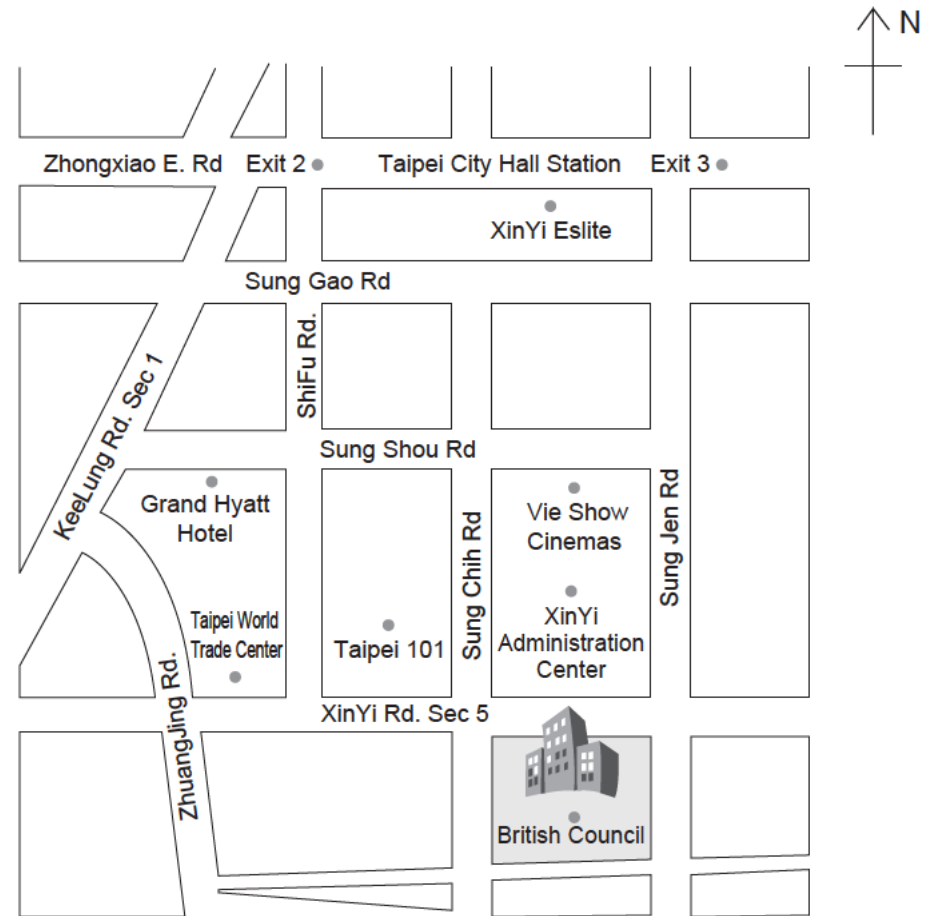 N
Zhongxiao E. Rd
Exit 2
Taipei City Hall Station
Exit 3
XinYi Eslite
Sung Gao Rd
ShiFu Rd.
KeeLung Rd. Sec 1
Sung Shou Rd
Grand Hyatt
Hotel
Vie Show
Cinemas
Sung Jen Rd
Sung Chih Rd
Taipei World
Trade Center
Taipei 101
XinYi
Administration
Center
ZhuangJing Rd.
XinYi Rd. Sec 5
British Council